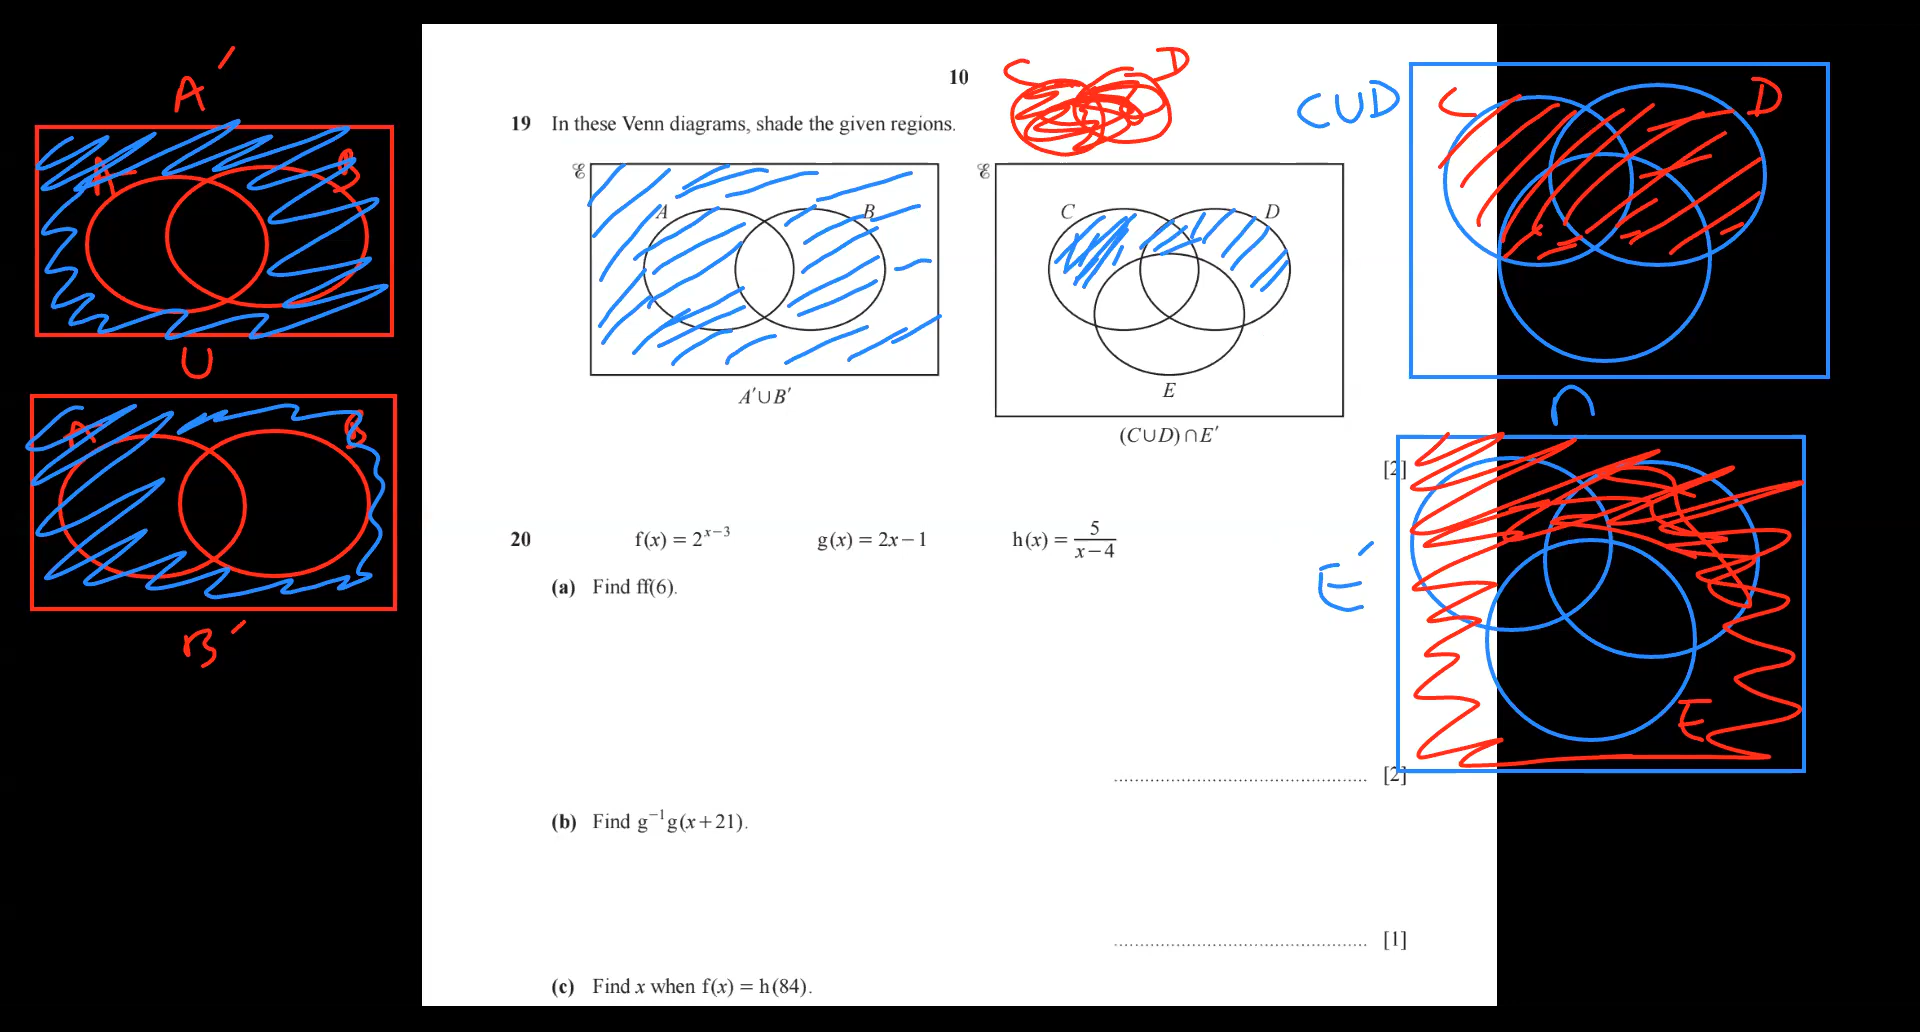 A′
A B
U
A B
B′
10
C D
19 In these Venn diagrams, shade the given regions.
ℰ A B
A′∪B′
ℰ C D
E
(C∪D)∩E′
[2]
C∪D
C D
∩
E′
E
20 f(x) = 2^{x−3} g(x) = 2x−1 h(x) = 5/(x−4)
(a) Find ff(6).
................................................ [2]
(b) Find g⁻¹g(x+21).
................................................ [1]
(c) Find x when f(x) = h(84).